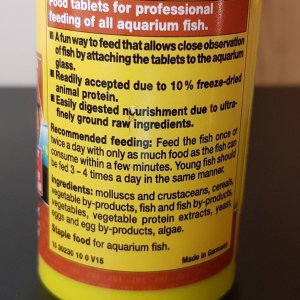 Food tablets for professional
feeding of all aquarium fish.
■ A fun way to feed that allows close observation
of fish by attaching the tablets to the aquarium
glass.
■ Readily accepted due to 10 % freeze-dried
animal protein.
■ Easily digested nourishment due to ultra-
finely ground raw ingredients.
Recommended feeding: Feed the fish once or
twice a day with only as much food as the fish can
consume within a few minutes. Young fish should
be fed 3 – 4 times a day in the same manner.
Ingredients: molluscs and crustaceans, cereals,
vegetable by-products, fish and fish by-products,
vegetables, vegetable protein extracts, yeast,
eggs and egg by-products, algae.
Staple food for aquarium fish.
Made in Germany